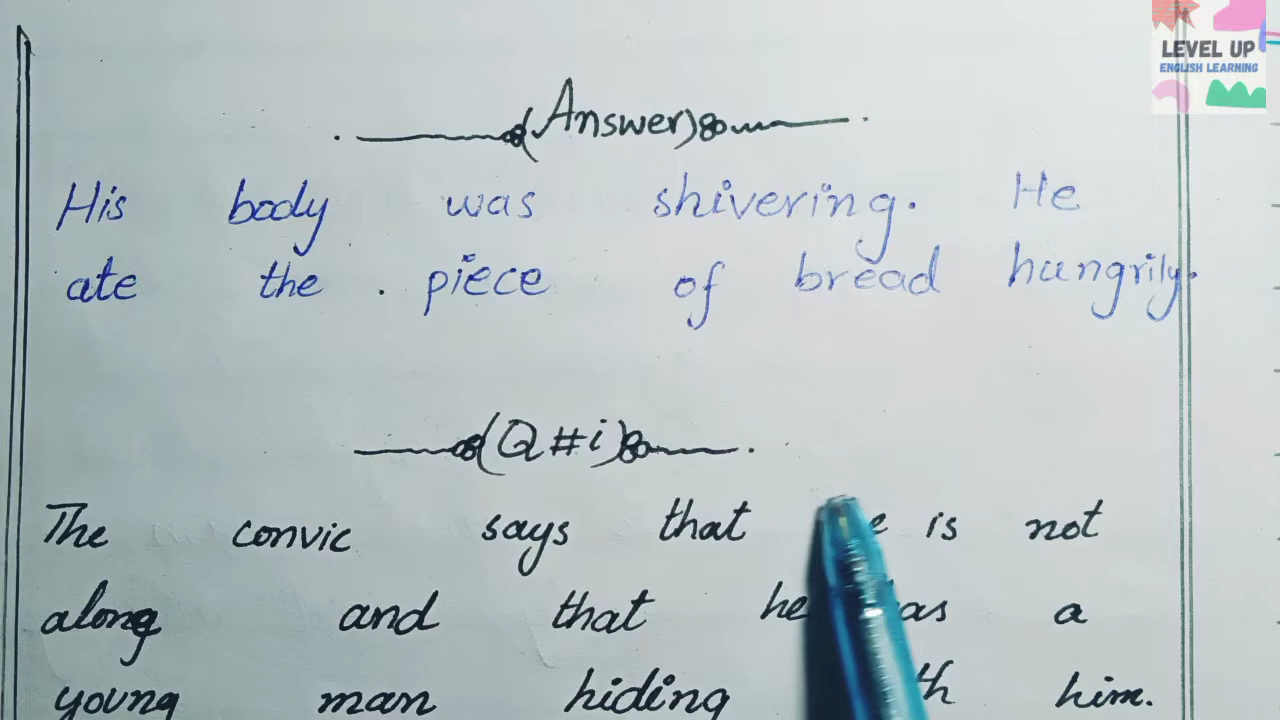 LEVEL UP
ENGLISH LEARNING
(Answer)
His body was shivering. He
ate the piece of bread hungrily.
(Q#i)
The convic says that is not
along and that he a
young man hiding him.